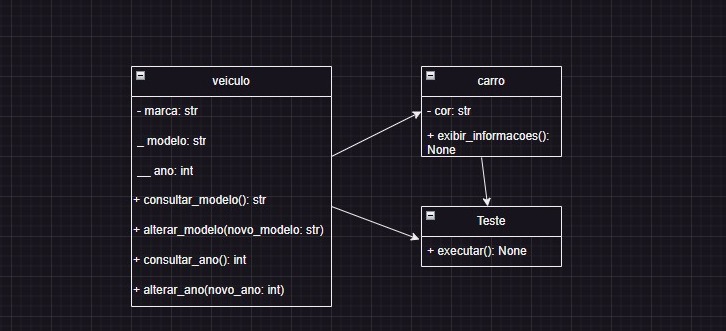 veiculo
- marca: str
_ modelo: str
__ ano: int
+ consultar_modelo(): str
+ alterar_modelo(novo_modelo: str)
+ consultar_ano(): int
+ alterar_ano(novo_ano: int)
carro
- cor: str
+ exibir_informacoes():
None
Teste
+ executar(): None